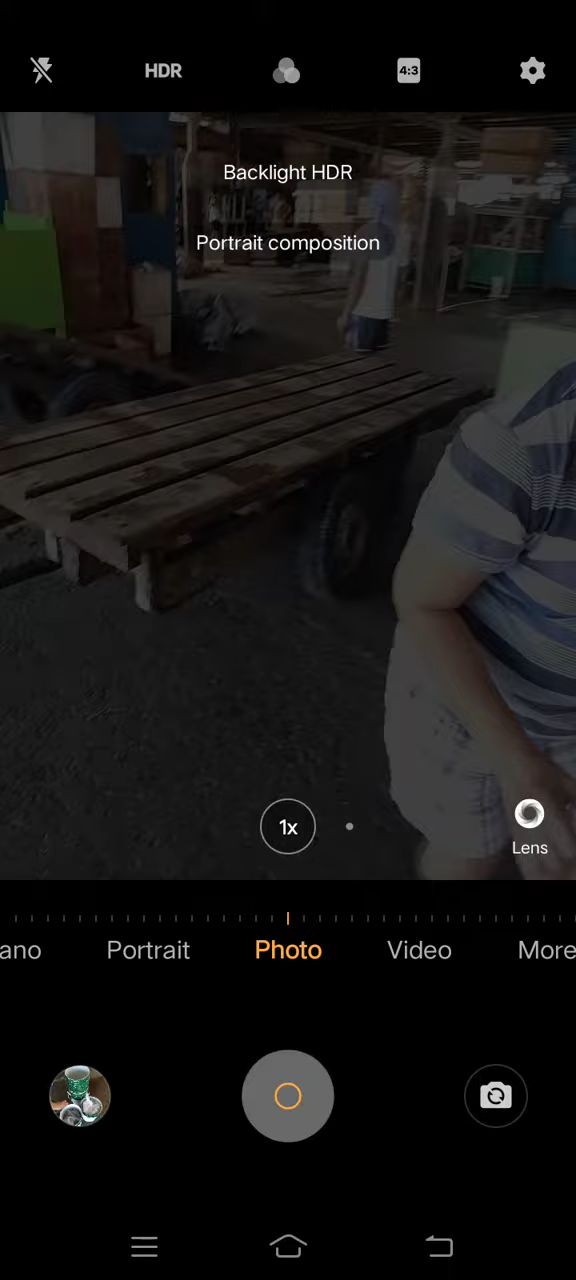 HDR
4:3
Backlight HDR
Portrait composition
1x
Lens
ano
Portrait
Photo
Video
More